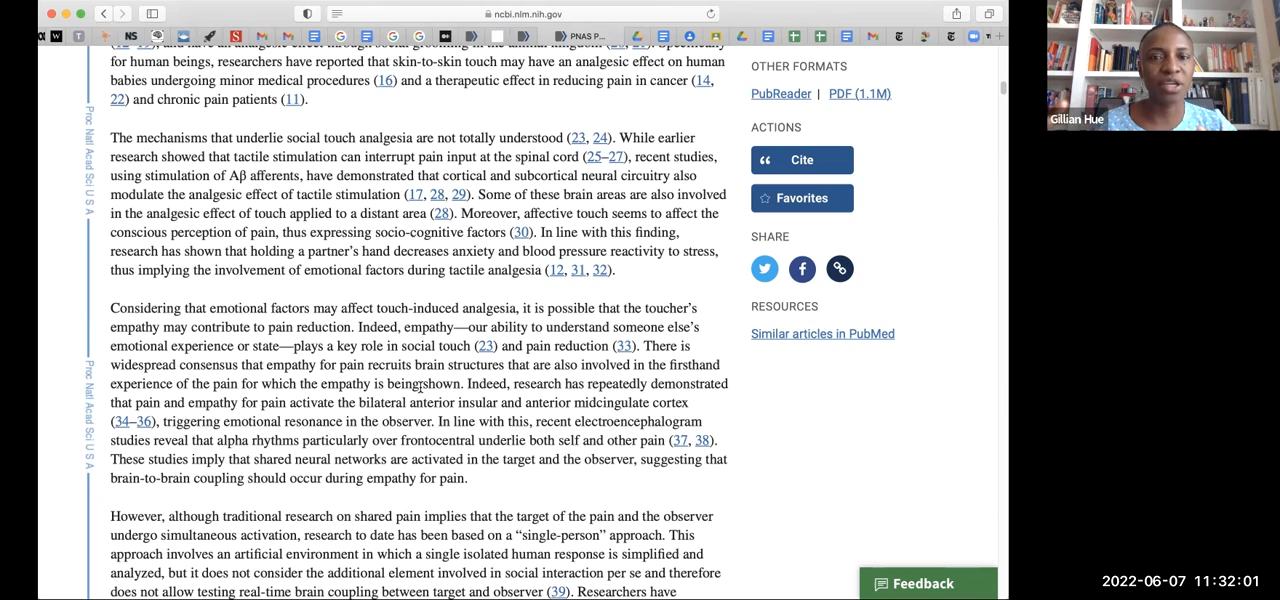 ncbi.nlm.nih.gov
PNAS P...
for human beings, researchers have reported that skin-to-skin touch may have an analgesic effect on human
babies undergoing minor medical procedures (16) and a therapeutic effect in reducing pain in cancer (14,
22) and chronic pain patients (11).
The mechanisms that underlie social touch analgesia are not totally understood (23, 24). While earlier
research showed that tactile stimulation can interrupt pain input at the spinal cord (25–27), recent studies,
using stimulation of Aβ afferents, have demonstrated that cortical and subcortical neural circuitry also
modulate the analgesic effect of tactile stimulation (17, 28, 29). Some of these brain areas are also involved
in the analgesic effect of touch applied to a distant area (28). Moreover, affective touch seems to affect the
conscious perception of pain, thus expressing socio-cognitive factors (30). In line with this finding,
research has shown that holding a partner’s hand decreases anxiety and blood pressure reactivity to stress,
thus implying the involvement of emotional factors during tactile analgesia (12, 31, 32).
Considering that emotional factors may affect touch-induced analgesia, it is possible that the toucher’s
empathy may contribute to pain reduction. Indeed, empathy—our ability to understand someone else’s
emotional experience or state—plays a key role in social touch (23) and pain reduction (33). There is
widespread consensus that empathy for pain recruits brain structures that are also involved in the firsthand
experience of the pain for which the empathy is being shown. Indeed, research has repeatedly demonstrated
that pain and empathy for pain activate the bilateral anterior insular and anterior midcingulate cortex
(34–36), triggering emotional resonance in the observer. In line with this, recent electroencephalogram
studies reveal that alpha rhythms particularly over frontocentral underlie both self and other pain (37, 38).
These studies imply that shared neural networks are activated in the target and the observer, suggesting that
brain-to-brain coupling should occur during empathy for pain.
However, although traditional research on shared pain implies that the target of the pain and the observer
undergo simultaneous activation, research to date has been based on a “single-person” approach. This
approach involves an artificial environment in which a single isolated human response is simplified and
analyzed, but it does not consider the additional element involved in social interaction per se and therefore
does not allow testing real-time brain coupling between target and observer (39). Researchers have
Proc Natl Acad Sci U S A
Proc Natl Acad Sci U S A
OTHER FORMATS
PubReader | PDF (1.1M)
ACTIONS
Cite
Favorites
SHARE
RESOURCES
Similar articles in PubMed
Feedback
Gillian Hue
2022-06-07 11:32:01